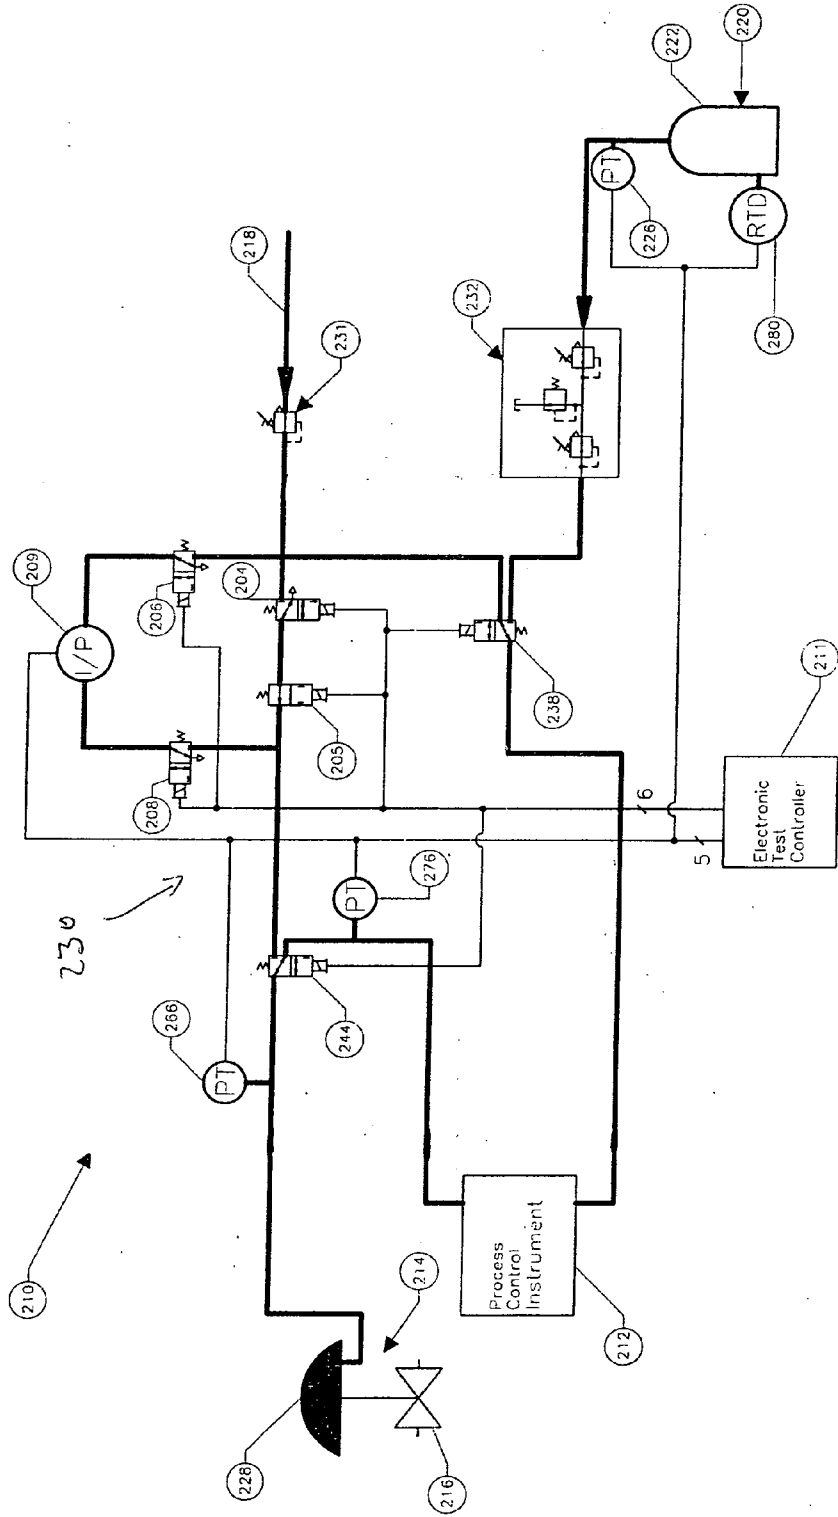 222
220
PT
RTD
226
280
218
232
231
209
I/P
206
204
208
205
238
211
6
5
Electronic
Test
Controller
230
276
PT
266
PT
244
210
Process
Control
Instrument
212
214
228
216